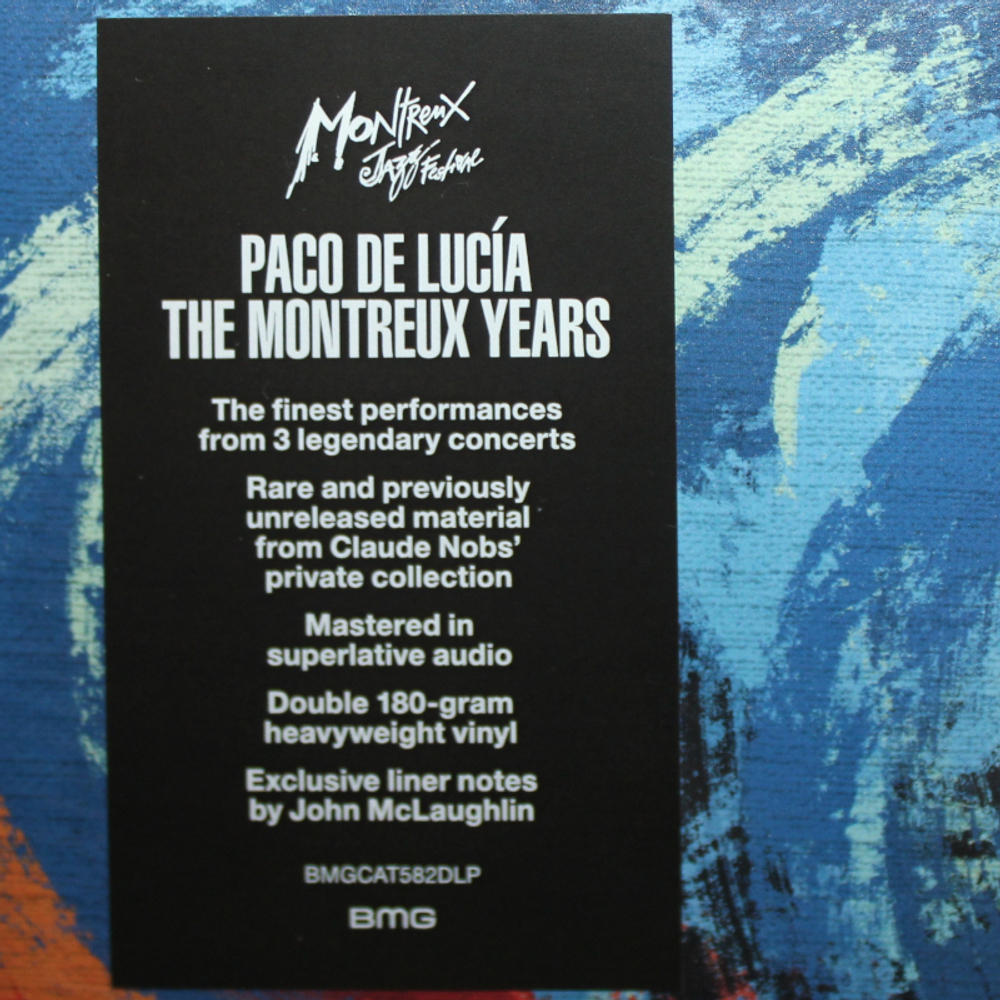 Montreux
Jazz Festival
PACO DE LUCÍA
THE MONTREUX YEARS
The finest performances
from 3 legendary concerts
Rare and previously
unreleased material
from Claude Nobs'
private collection
Mastered in
superlative audio
Double 180-gram
heavyweight vinyl
Exclusive liner notes
by John McLaughlin
BMGCAT582DLP
BMG